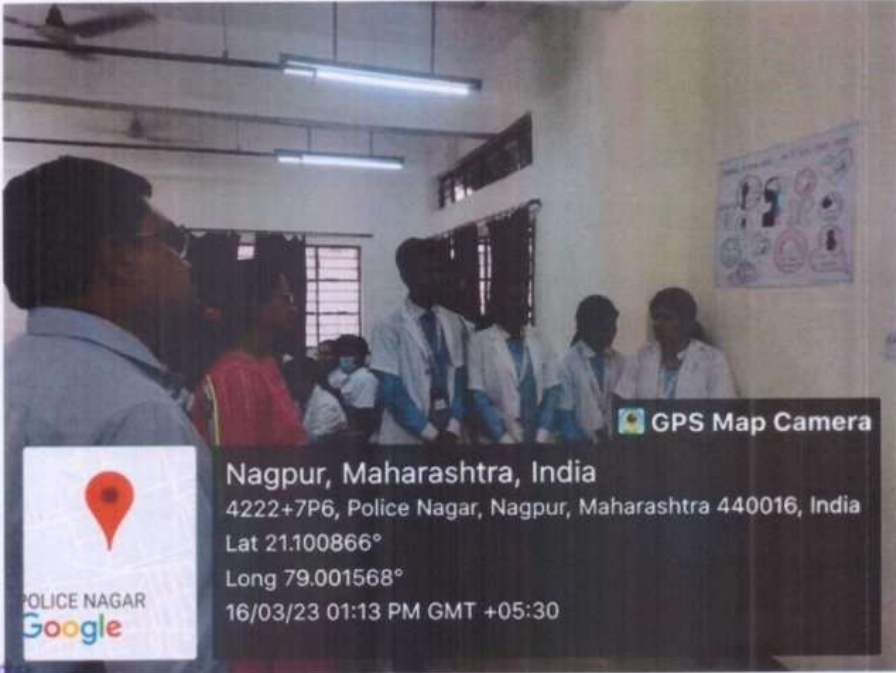 GPS Map Camera
Nagpur, Maharashtra, India
4222+7P6, Police Nagar, Nagpur, Maharashtra 440016, India
Lat 21.100866°
Long 79.001568°
16/03/23 01:13 PM GMT +05:30
POLICE NAGAR
Google